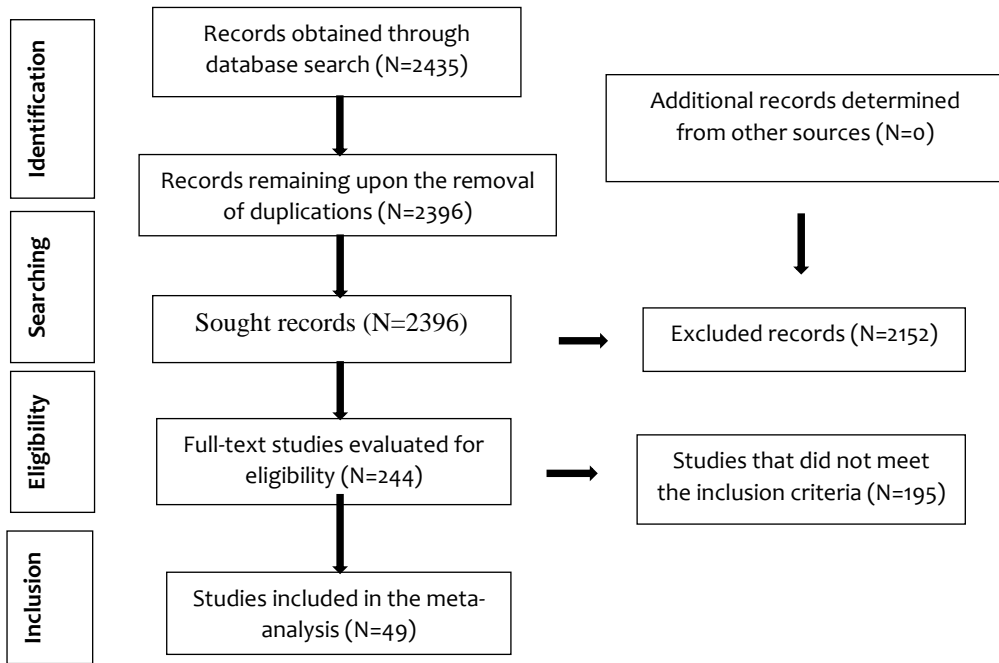 Identification
Records obtained through
database search (N=2435)
Additional records determined
from other sources (N=0)
Records remaining upon the removal
of duplications (N=2396)
Searching
Sought records (N=2396)
Excluded records (N=2152)
Eligibility
Full-text studies evaluated for
eligibility (N=244)
Studies that did not meet
the inclusion criteria (N=195)
Inclusion
Studies included in the meta-
analysis (N=49)